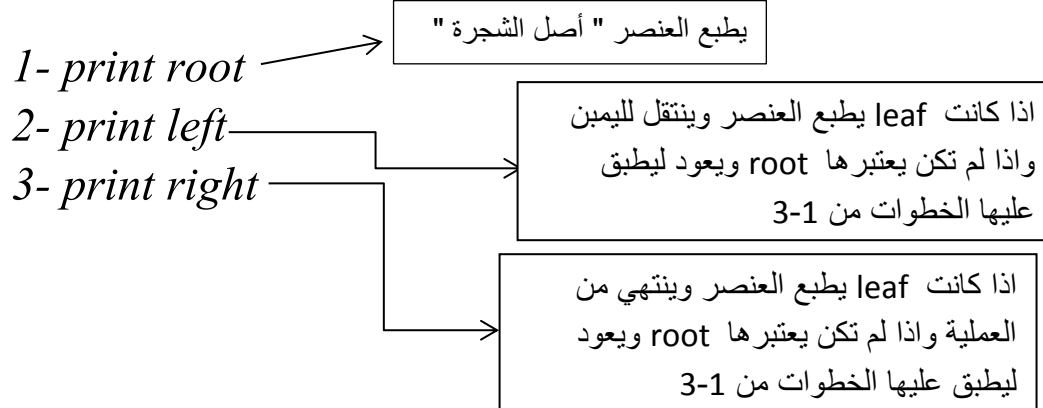 يطبع العنصر " أصل الشجرة "
1- print root
2- print left
3- print right
اذا كانت leaf يطبع العنصر وينتقل لليمبن
واذا لم تكن يعتبرها root ويعود ليطبق
عليها الخطوات من 1-3
اذا كانت leaf يطبع العنصر وينتهي من
العملية واذا لم تكن يعتبرها root ويعود
ليطبق عليها الخطوات من 1-3